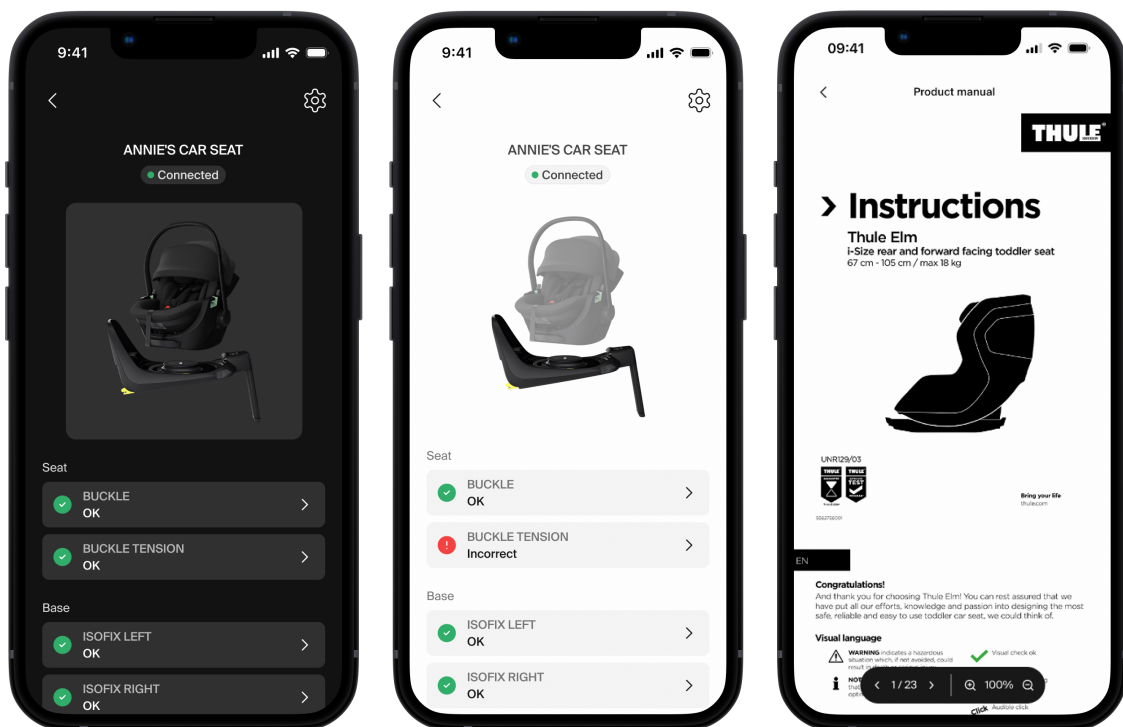 9:41
ANNIE'S CAR SEAT
Connected
Seat
BUCKLE
OK
BUCKLE TENSION
OK
Base
ISOFIX LEFT
OK
ISOFIX RIGHT
OK
9:41
ANNIE'S CAR SEAT
Connected
Seat
BUCKLE
OK
BUCKLE TENSION
Incorrect
Base
ISOFIX LEFT
OK
ISOFIX RIGHT
OK
09:41
Product manual
THULE
Instructions
Thule Elm
i-Size rear and forward facing toddler seat
67 cm - 105 cm / max 18 kg
UNR129/03
THULE THULE
TEST
Bring your life
thule.com
EN
Congratulations!
And thank you for choosing Thule Elm! You can rest assured that we
have put all our efforts, knowledge and passion into designing the most
safe, reliable and easy to use toddler car seat, we could think of.
Visual language
WARNING indicates a hazardous
situation which, if not avoided, could
result in
Visual check ok
1/23
100%
Click
Audible click